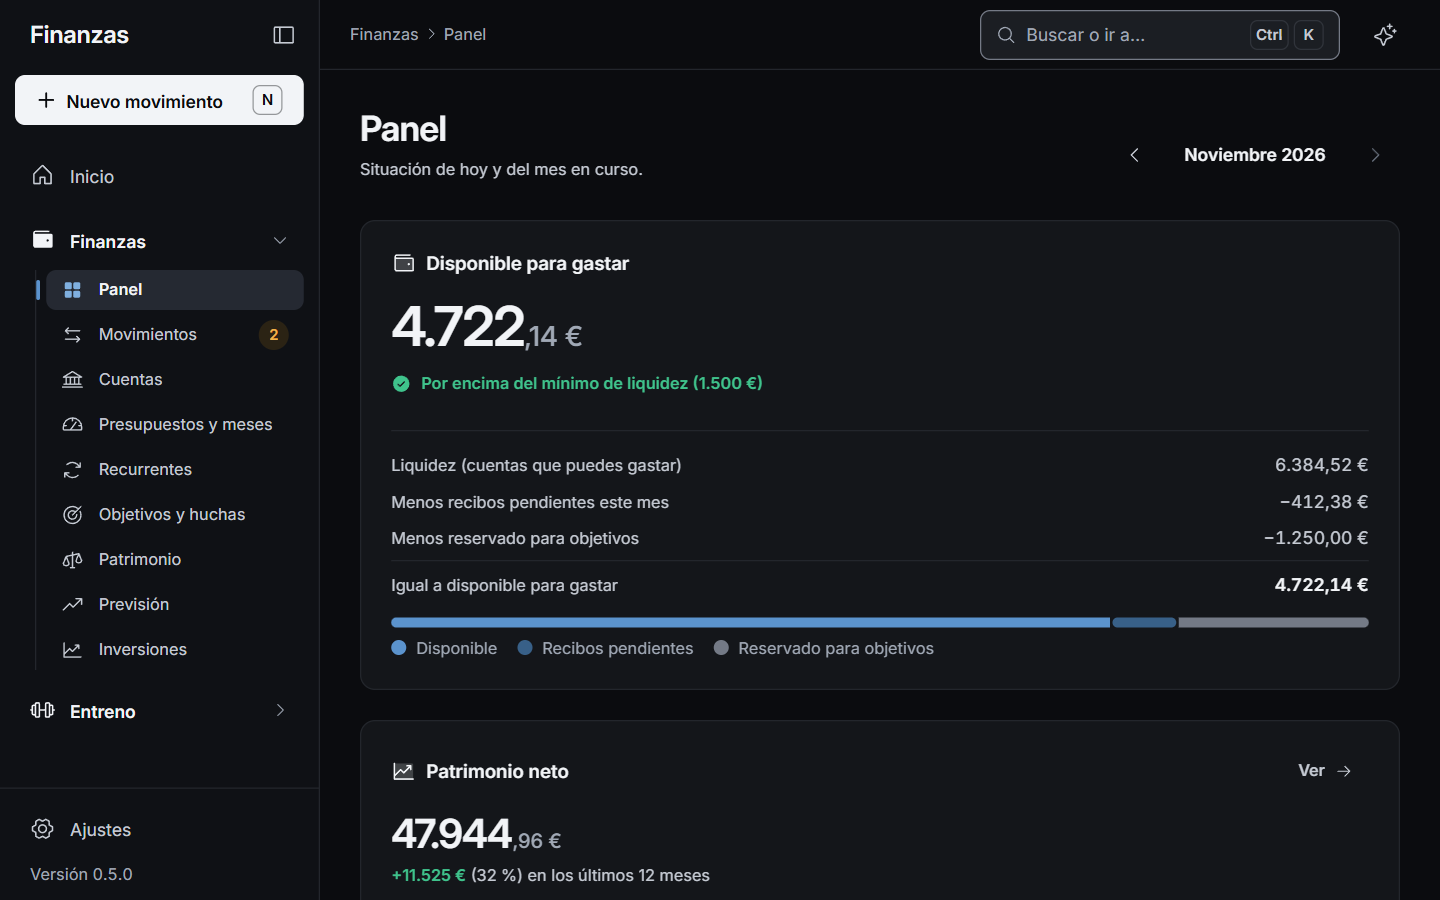 Finanzas
Nuevo movimiento N
Inicio
Finanzas
Panel
Movimientos 2
Cuentas
Presupuestos y meses
Recurrentes
Objetivos y huchas
Patrimonio
Previsión
Inversiones
Entreno
Ajustes
Versión 0.5.0
Finanzas Panel
Buscar o ir a... Ctrl K
Panel
Situación de hoy y del mes en curso.
Noviembre 2026
Disponible para gastar
4.722,14 €
Por encima del mínimo de liquidez (1.500 €)
Liquidez (cuentas que puedes gastar) 6.384,52 €
Menos recibos pendientes este mes −412,38 €
Menos reservado para objetivos −1.250,00 €
Igual a disponible para gastar 4.722,14 €
Disponible Recibos pendientes Reservado para objetivos
Patrimonio neto Ver
47.944,96 €
+11.525 € (32 %) en los últimos 12 meses